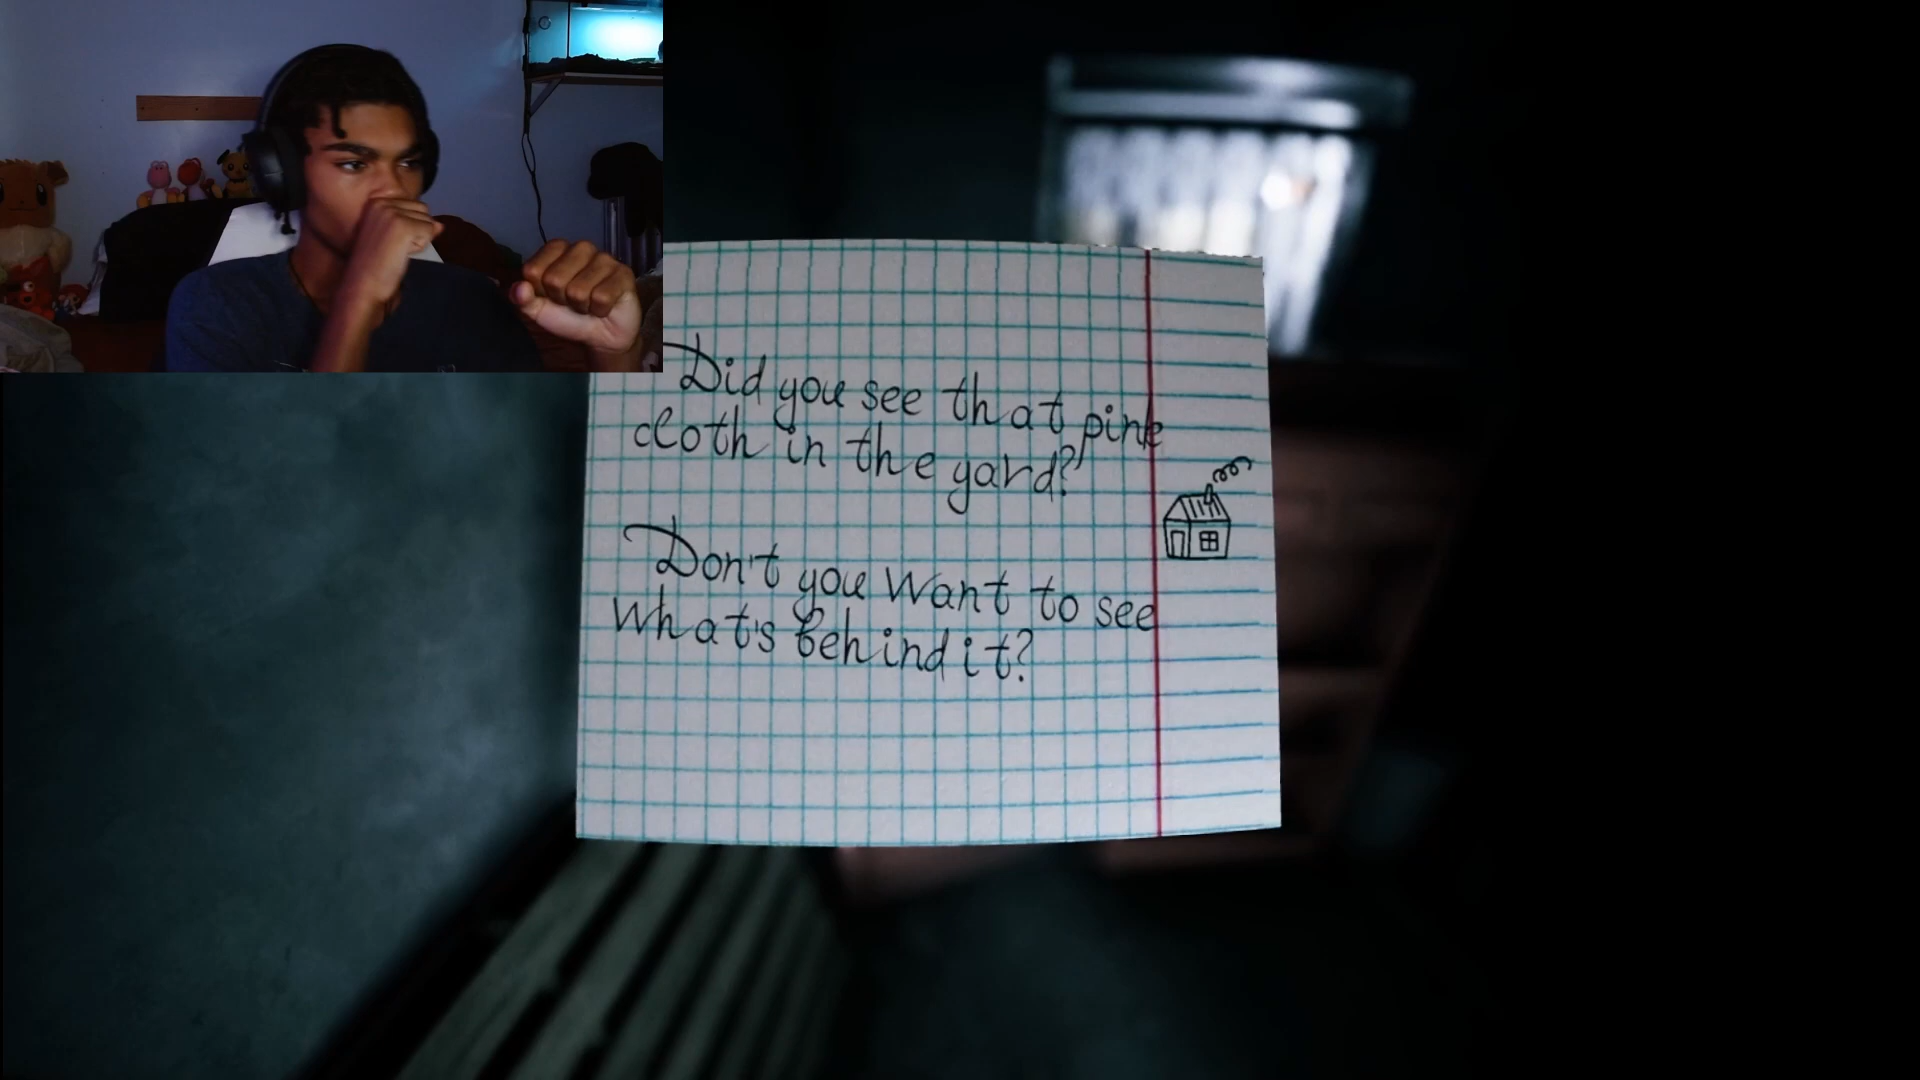 Did you see that pink
cloth in the yard?
Don't you want to see
what's behind it?